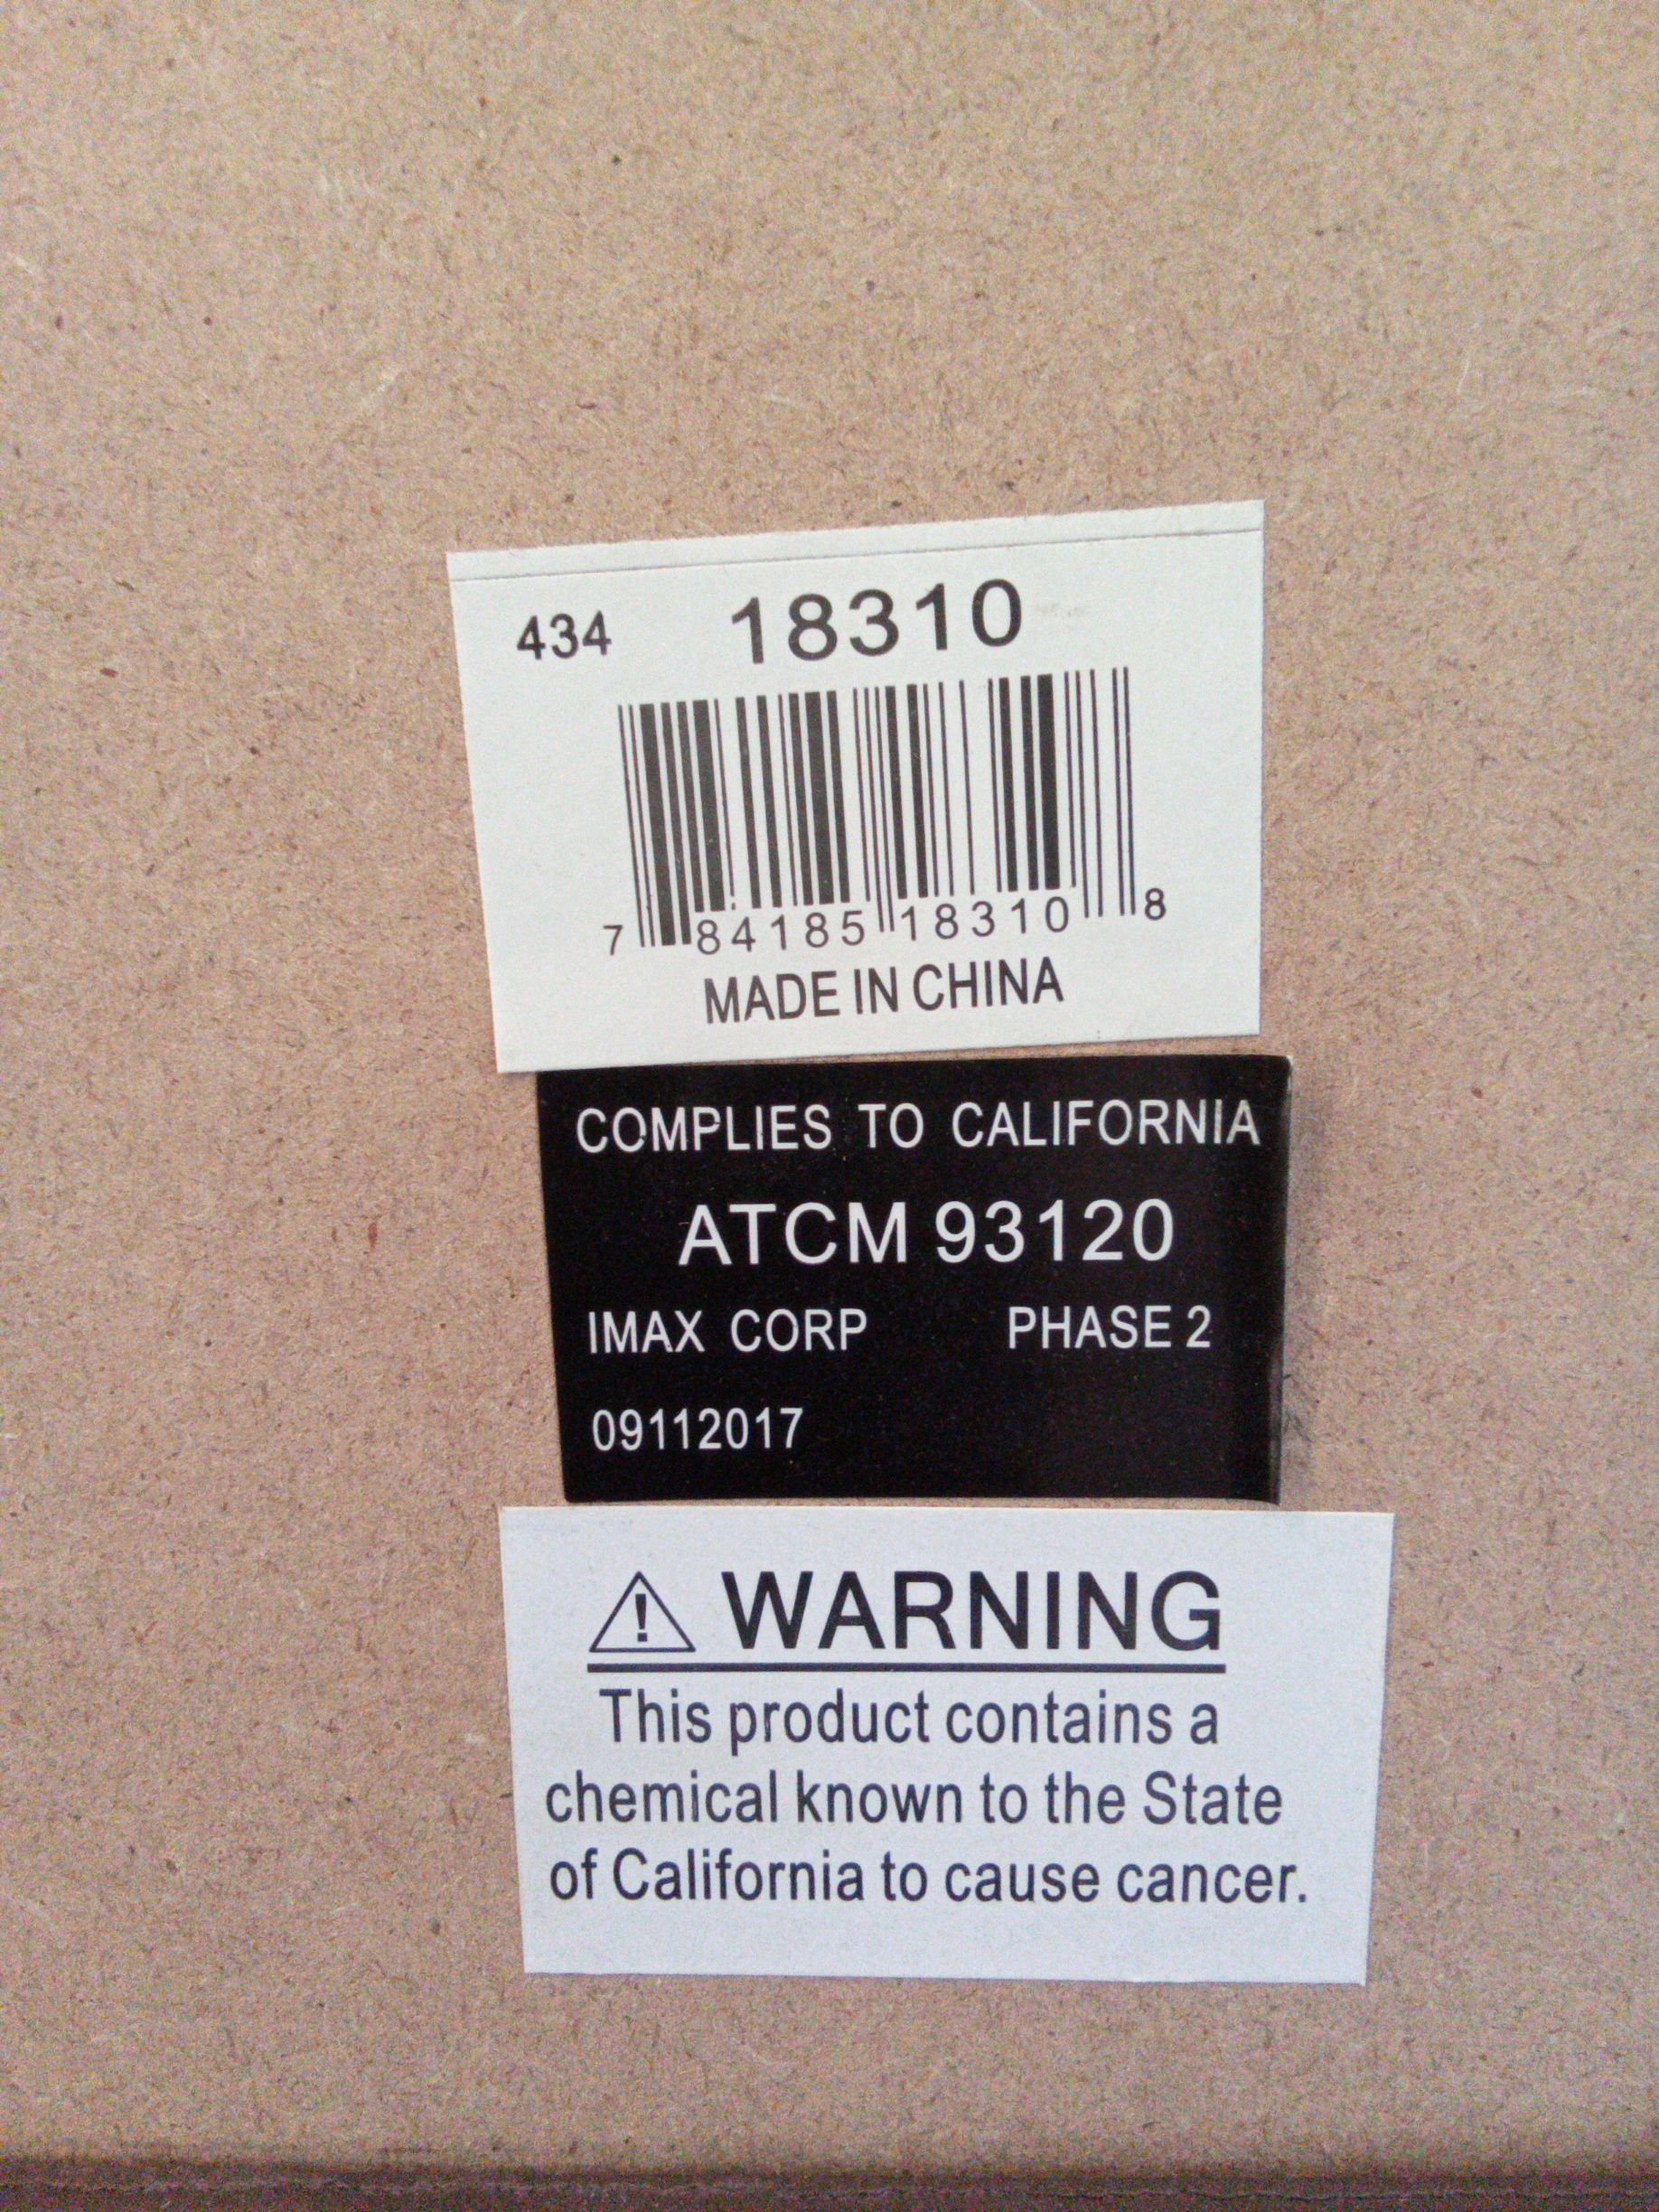 434 18310
7 84185 18310 8
MADE IN CHINA
COMPLIES TO CALIFORNIA
ATCM 93120
IMAX CORP PHASE 2
09112017
WARNING
This product contains a
chemical known to the State
of California to cause cancer.